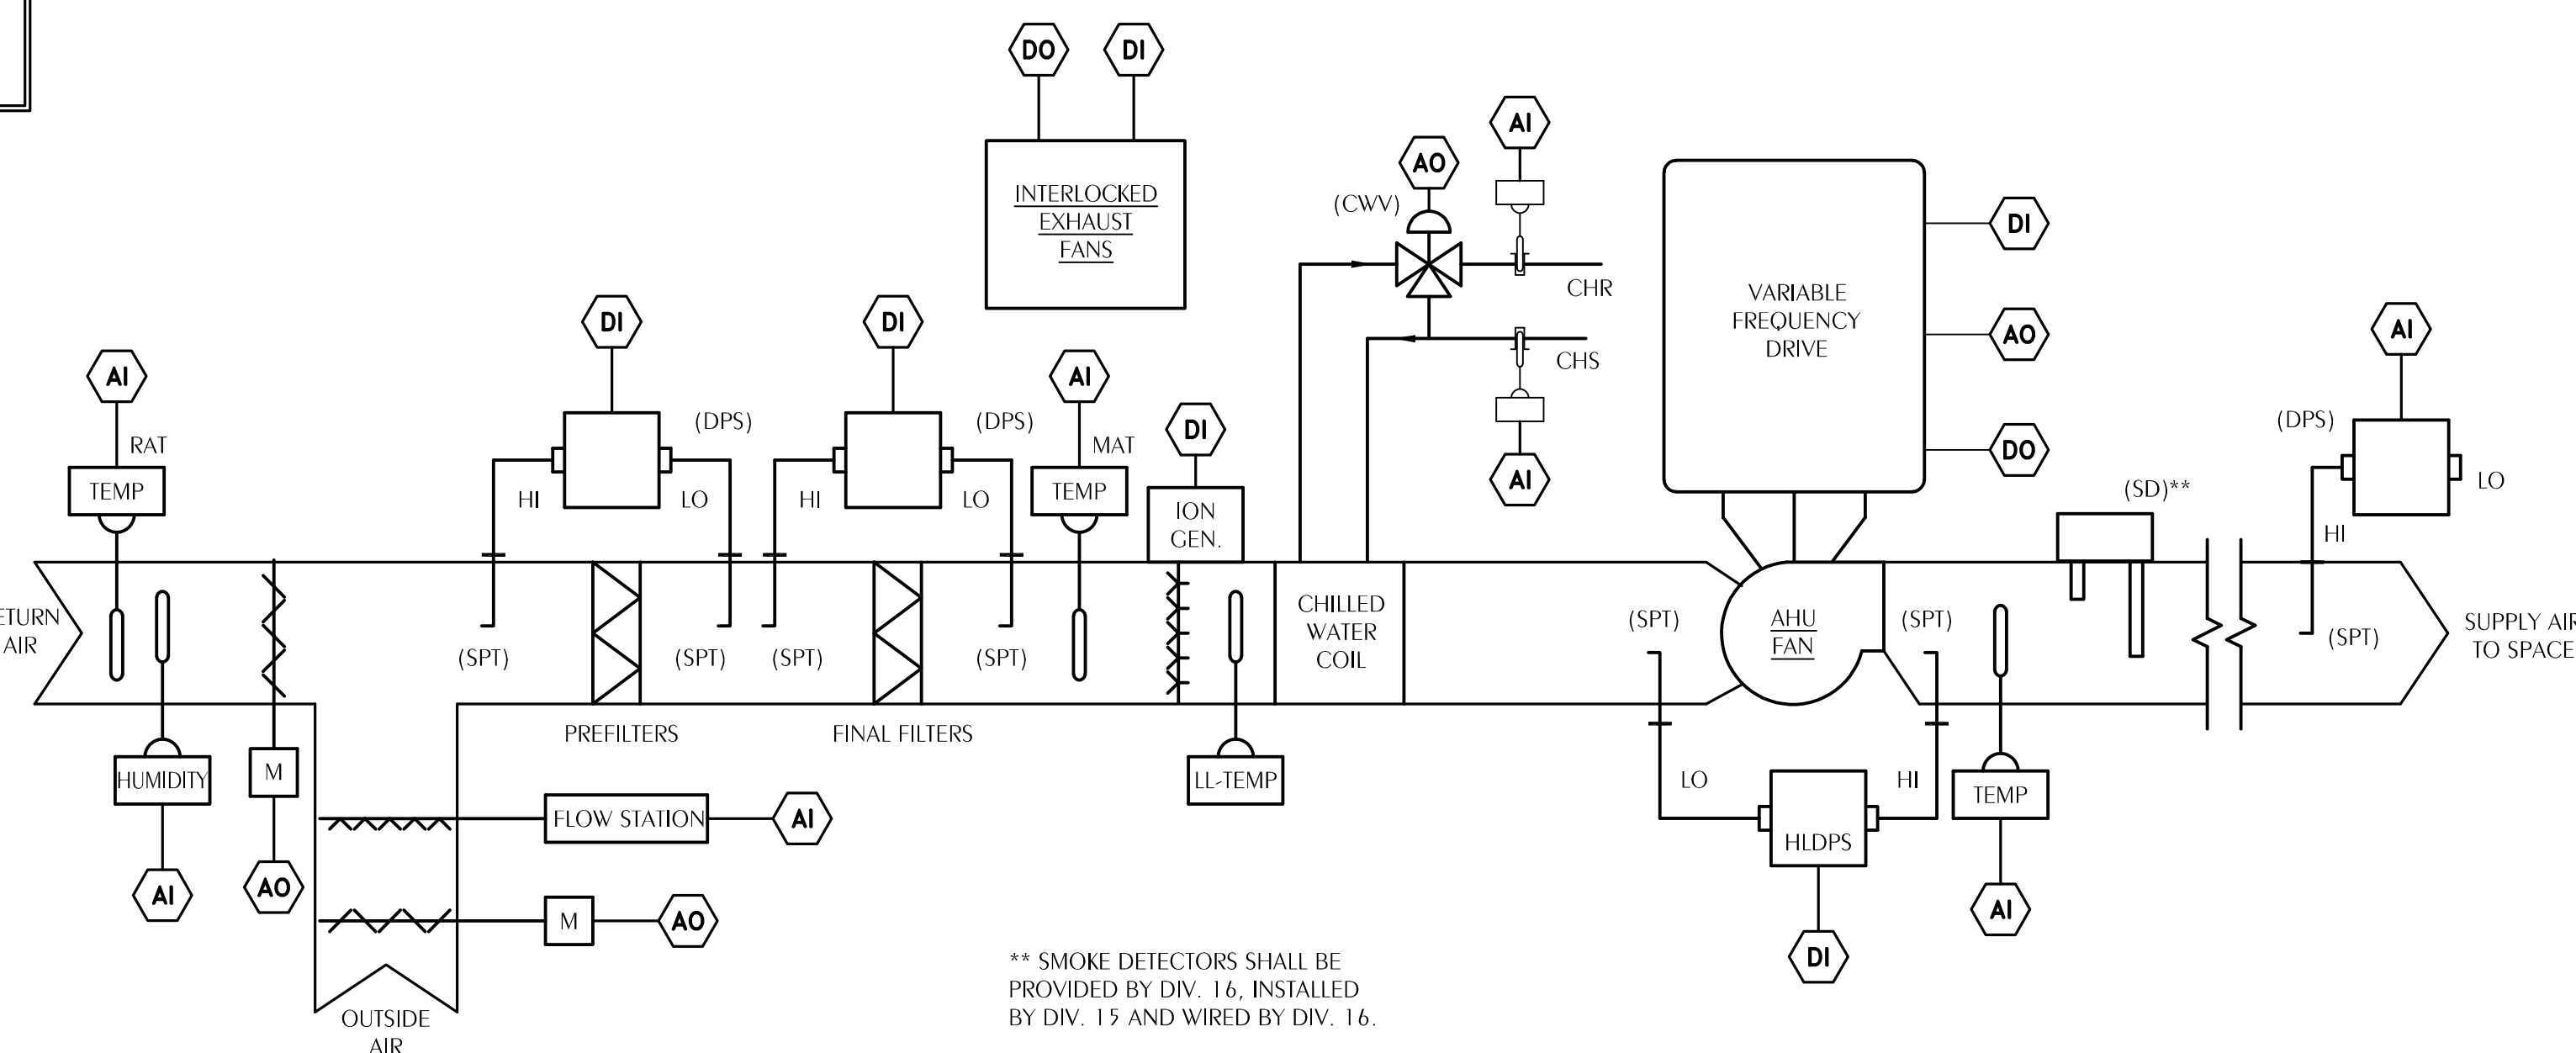 DO
DI
INTERLOCKED
EXHAUST
FANS
AI
AO
(CWV)
CHR
CHS
AI
VARIABLE
FREQUENCY
DRIVE
DI
AO
DO
AI
(DPS)
LO
HI
(SPT)
AI
RAT
TEMP
DI
(DPS)
HI
LO
(SPT)
(SPT)
DI
(DPS)
HI
LO
(SPT)
(SPT)
AI
MAT
TEMP
DI
ION
GEN.
CHILLED
WATER
COIL
(SPT)
AHU
FAN
(SPT)
(SD)**
SUPPLY AIR
TO SPACE
AIR
HUMIDITY
AI
M
AO
PREFILTERS
FINAL FILTERS
LL-TEMP
FLOW STATION
AI
M
AO
LO
HI
HLDPS
DI
TEMP
AI
OUTSIDE
AIR
** SMOKE DETECTORS SHALL BE
PROVIDED BY DIV. 16, INSTALLED
BY DIV. 15 AND WIRED BY DIV. 16.